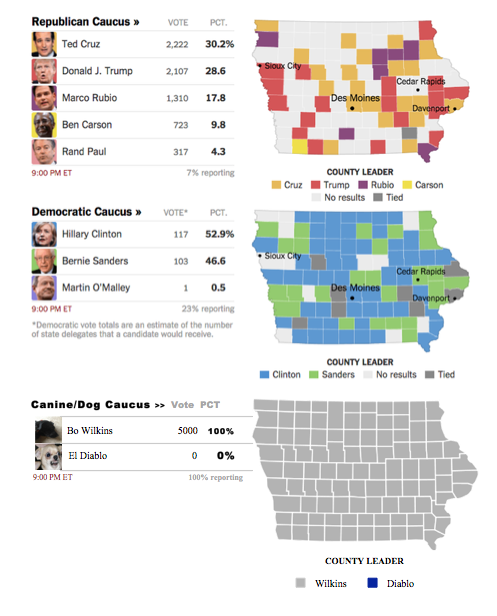 Republican Caucus » VOTE PCT.
Ted Cruz 2,222 30.2%
Donald J. Trump 2,107 28.6
Marco Rubio 1,310 17.8
Ben Carson 723 9.8
Rand Paul 317 4.3
9:00 PM ET 7% reporting
Sioux City
Cedar Rapids
Des Moines
Davenport
COUNTY LEADER
Cruz Trump Rubio Carson
No results Tied
Democratic Caucus » VOTE* PCT.
Hillary Clinton 117 52.9%
Bernie Sanders 103 46.6
Martin O'Malley 1 0.5
9:00 PM ET 23% reporting
*Democratic vote totals are an estimate of the number
of state delegates that a candidate would receive.
Sioux City
Cedar Rapids
Des Moines
Davenport
COUNTY LEADER
Clinton Sanders No results Tied
Canine/Dog Caucus >> Vote PCT
Bo Wilkins 5000 100%
El Diablo 0 0%
9:00 PM ET 100% reporting
COUNTY LEADER
Wilkins Diablo